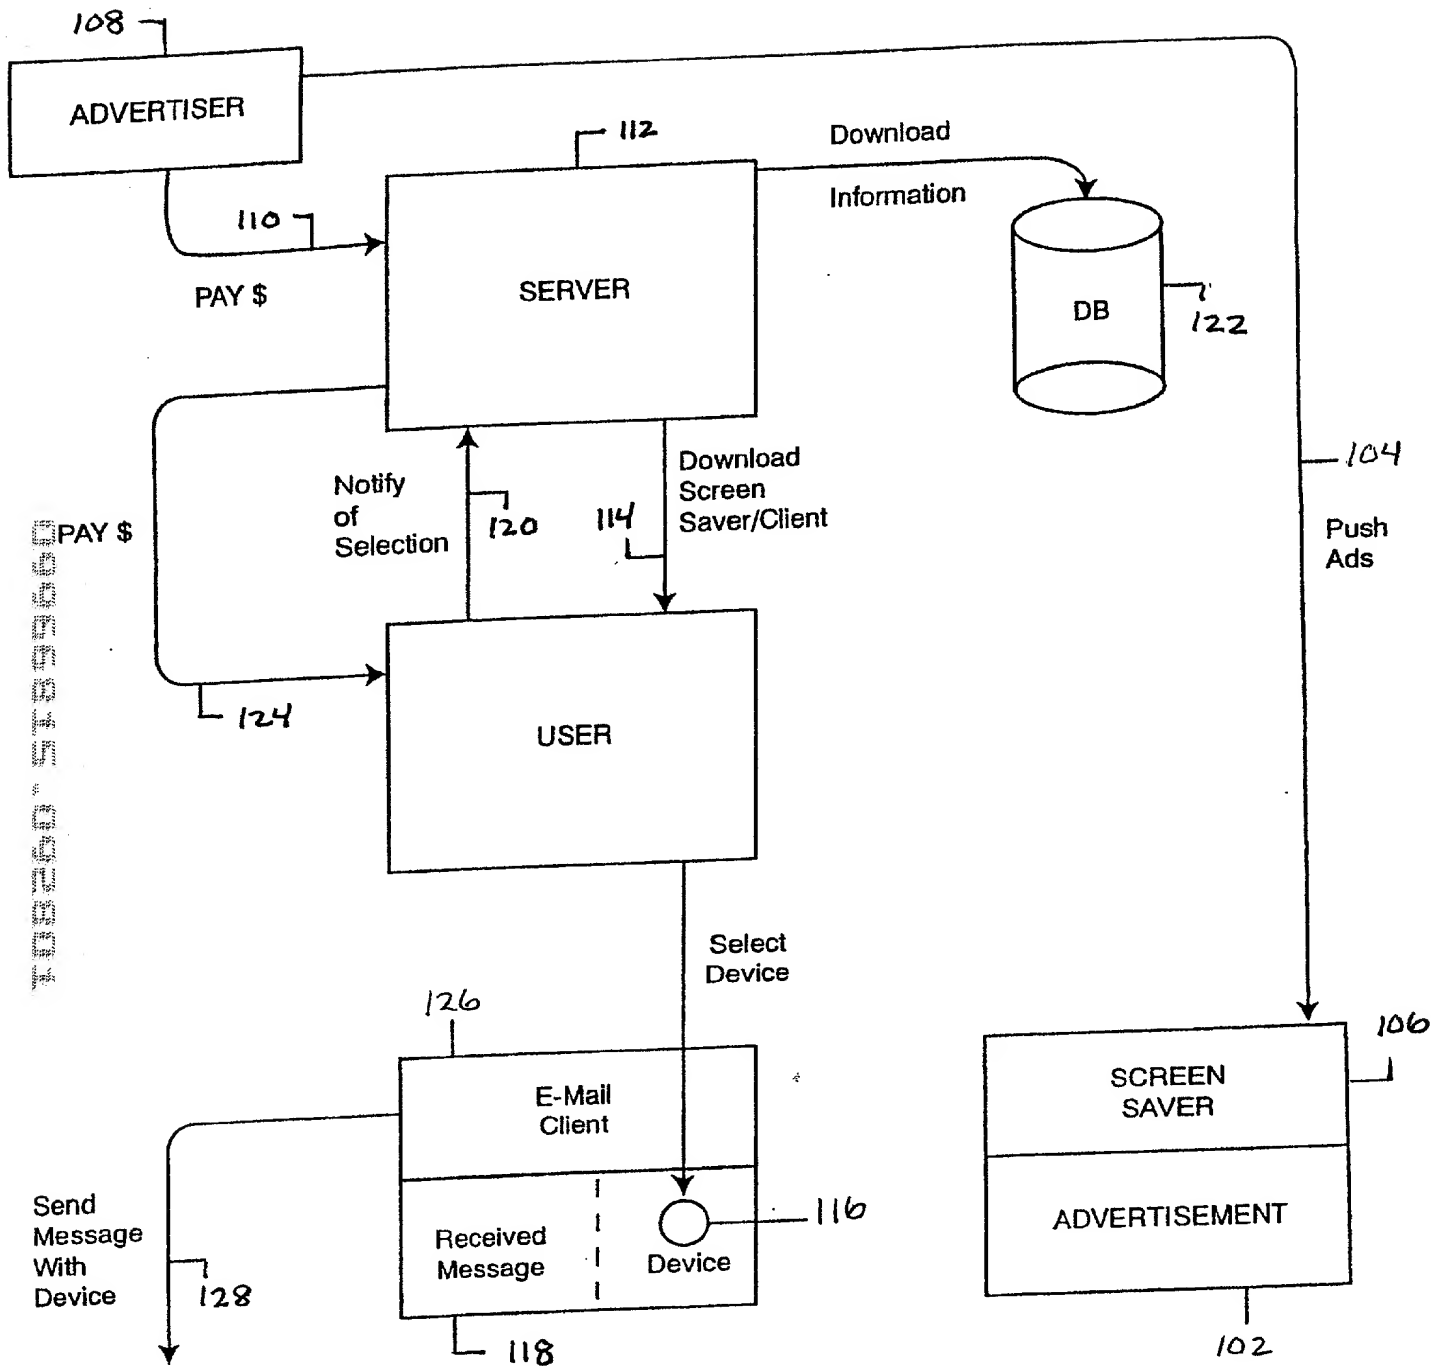 108
ADVERTISER
112
Download
Information
110
PAY $
SERVER
DB
122
104
Push
Ads
Notify
of
Selection
120
Download
Screen
Saver/Client
114
PAY $
124
USER
Select
Device
126
106
E-Mail
Client
SCREEN
SAVER
Send
Message
With
Device
128
Received
Message
Device
116
ADVERTISEMENT
118
102